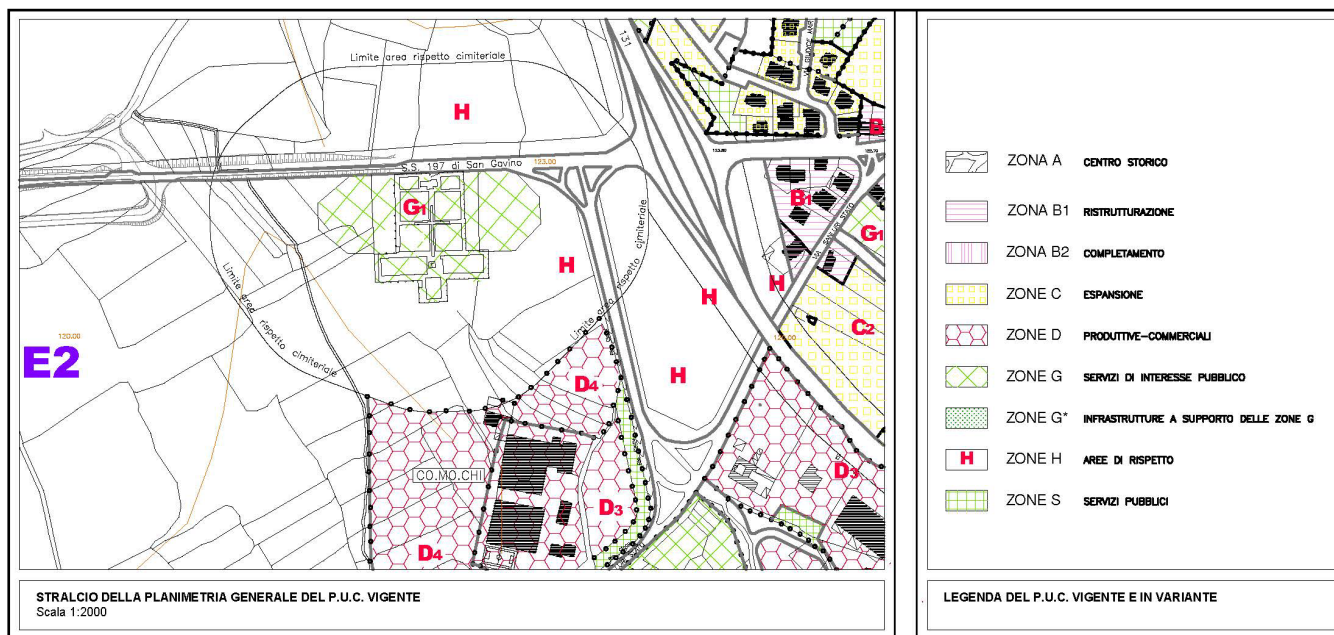 131
Limite area rispetto cimiteriale
H
S.S. 197 di San Gavino
123.00
G1
B1
G1
Limite area rispetto cimiteriale
H
H
H
Limite area rispetto cimiteriale
Limite area rispetto cimiteriale
C2
120.00
E2
H
D4
CO.MO.CHI
D3
D3
D4
STRALCIO DELLA PLANIMETRIA GENERALE DEL P.U.C. VIGENTE
Scala 1:2000
ZONA A CENTRO STORICO
ZONA B1 RISTRUTTURAZIONE
ZONA B2 COMPLETAMENTO
ZONE C ESPANSIONE
ZONE D PRODUTTIVE-COMMERCIALI
ZONE G SERVIZI DI INTERESSE PUBBLICO
ZONE G* INFRASTRUTTURE A SUPPORTO DELLE ZONE G
H ZONE H AREE DI RISPETTO
ZONE S SERVIZI PUBBLICI
LEGENDA DEL P.U.C. VIGENTE E IN VARIANTE